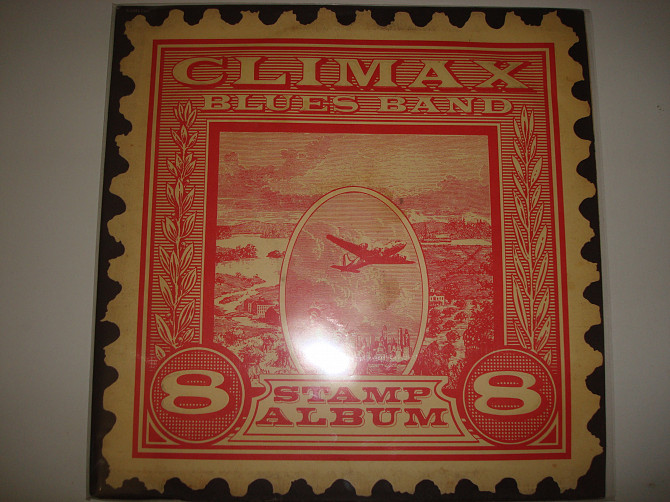 CLIMAX
BLUES BAND
8 STAMP 8
ALBUM